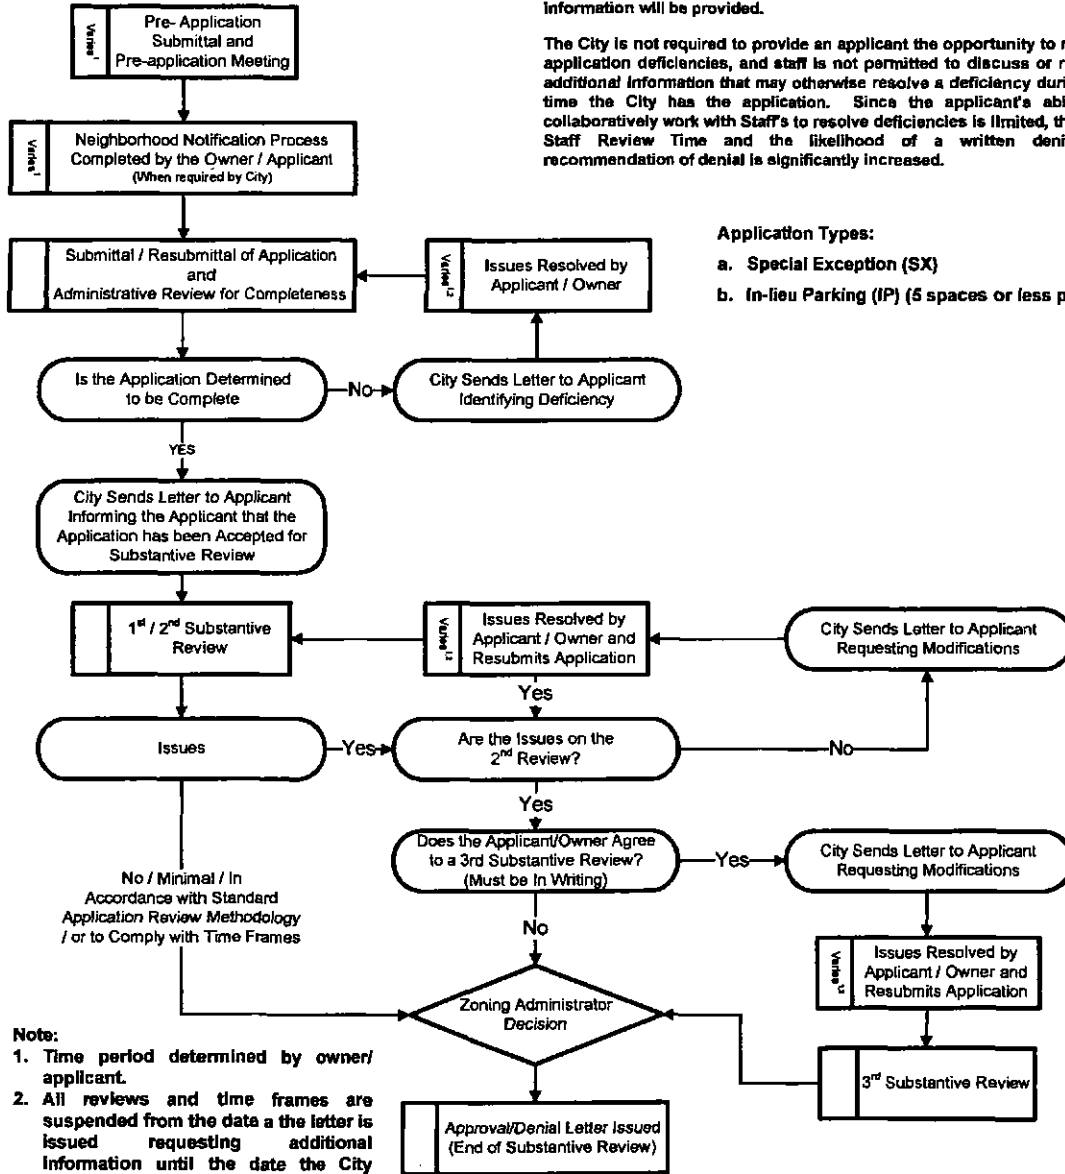 Information will be provided.
The City is not required to provide an applicant the opportunity to
application deficiencies, and staff is not permitted to discuss or
additional Information that may otherwise resolve a deficiency
time the City has the application. Since the applicant's
collaboratively work with Staff's to resolve deficiencies is limited,
Staff Review Time and the likelihood of a written
recommendation of denial is significantly increased.
Application Types:
a. Special Exception (SX)
b. In-lieu Parking (IP) (5 spaces or less
Varies¹
Pre- Application
Submittal and
Pre-application Meeting
Varies¹
Neighborhood Notification Process
Completed by the Owner / Applicant
(When required by City)
Submittal / Resubmittal of Application
and
Administrative Review for Completeness
Varies¹,²
Issues Resolved by
Applicant / Owner
Is the Application Determined
to be Complete
No
City Sends Letter to Applicant
Identifying Deficiency
YES
City Sends Letter to Applicant
Informing the Applicant that the
Application has been Accepted for
Substantive Review
1st / 2nd Substantive
Review
Varies¹,²
Issues Resolved by
Applicant / Owner and
Resubmits Application
City Sends Letter to Applicant
Requesting Modifications
Yes
Issues
Yes
Are the Issues on the
2nd Review?
No
Yes
Does the Applicant/Owner Agree
to a 3rd Substantive Review?
(Must be In Writing)
Yes
City Sends Letter to Applicant
Requesting Modifications
No / Minimal / In
Accordance with Standard
Application Review Methodology
/ or to Comply with Time Frames
No
Varies¹,²
Issues Resolved by
Applicant / Owner and
Resubmits Application
Zoning Administrator
Decision
3rd Substantive Review
Approval/Denial Letter Issued
(End of Substantive Review)
Note:
1. Time period determined by owner/
applicant.
2. All reviews and time frames are
suspended from the date a the letter is
issued requesting additional
Information until the date the City